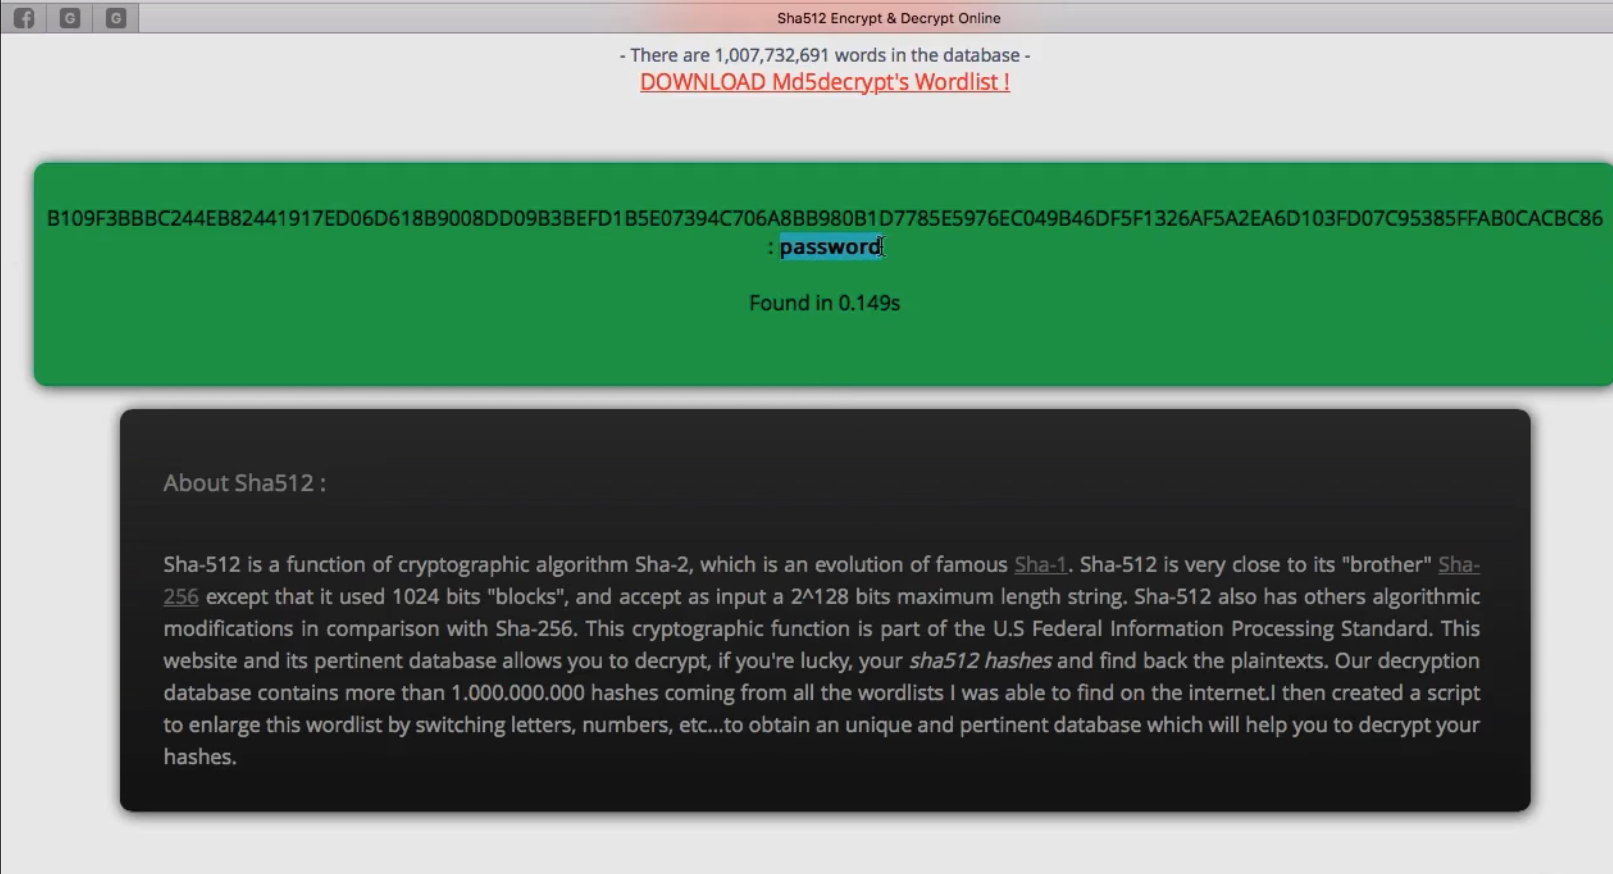 Sha512 Encrypt & Decrypt Online
- There are 1,007,732,691 words in the database -
DOWNLOAD Md5decrypt's Wordlist !
B109F3BBBC244EB82441917ED06D618B9008DD09B3BEFD1B5E07394C706A8BB980B1D7785E5976EC049B46DF5F1326AF5A2EA6D103FD07C95385FFAB0CACBC86
: password
Found in 0.149s
About Sha512 :
Sha-512 is a function of cryptographic algorithm Sha-2, which is an evolution of famous Sha-1. Sha-512 is very close to its "brother" Sha-
256 except that it used 1024 bits "blocks", and accept as input a 2^128 bits maximum length string. Sha-512 also has others algorithmic
modifications in comparison with Sha-256. This cryptographic function is part of the U.S Federal Information Processing Standard. This
website and its pertinent database allows you to decrypt, if you're lucky, your sha512 hashes and find back the plaintexts. Our decryption
database contains more than 1.000.000.000 hashes coming from all the wordlists I was able to find on the internet.I then created a script
to enlarge this wordlist by switching letters, numbers, etc...to obtain an unique and pertinent database which will help you to decrypt your
hashes.